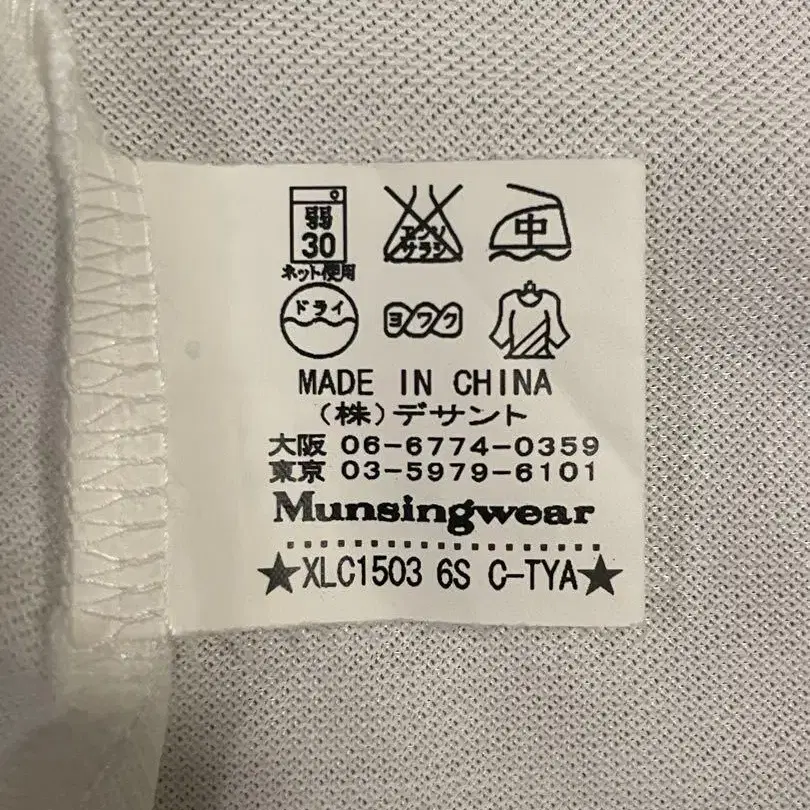 弱
30
ネット使用
エンソ
サラシ
中
ドライ
ヨワク
MADE IN CHINA
(株)デサント
大阪 06-6774-0359
東京 03-5979-6101
Munsingwear
★XLC1503 6S C-TYA★